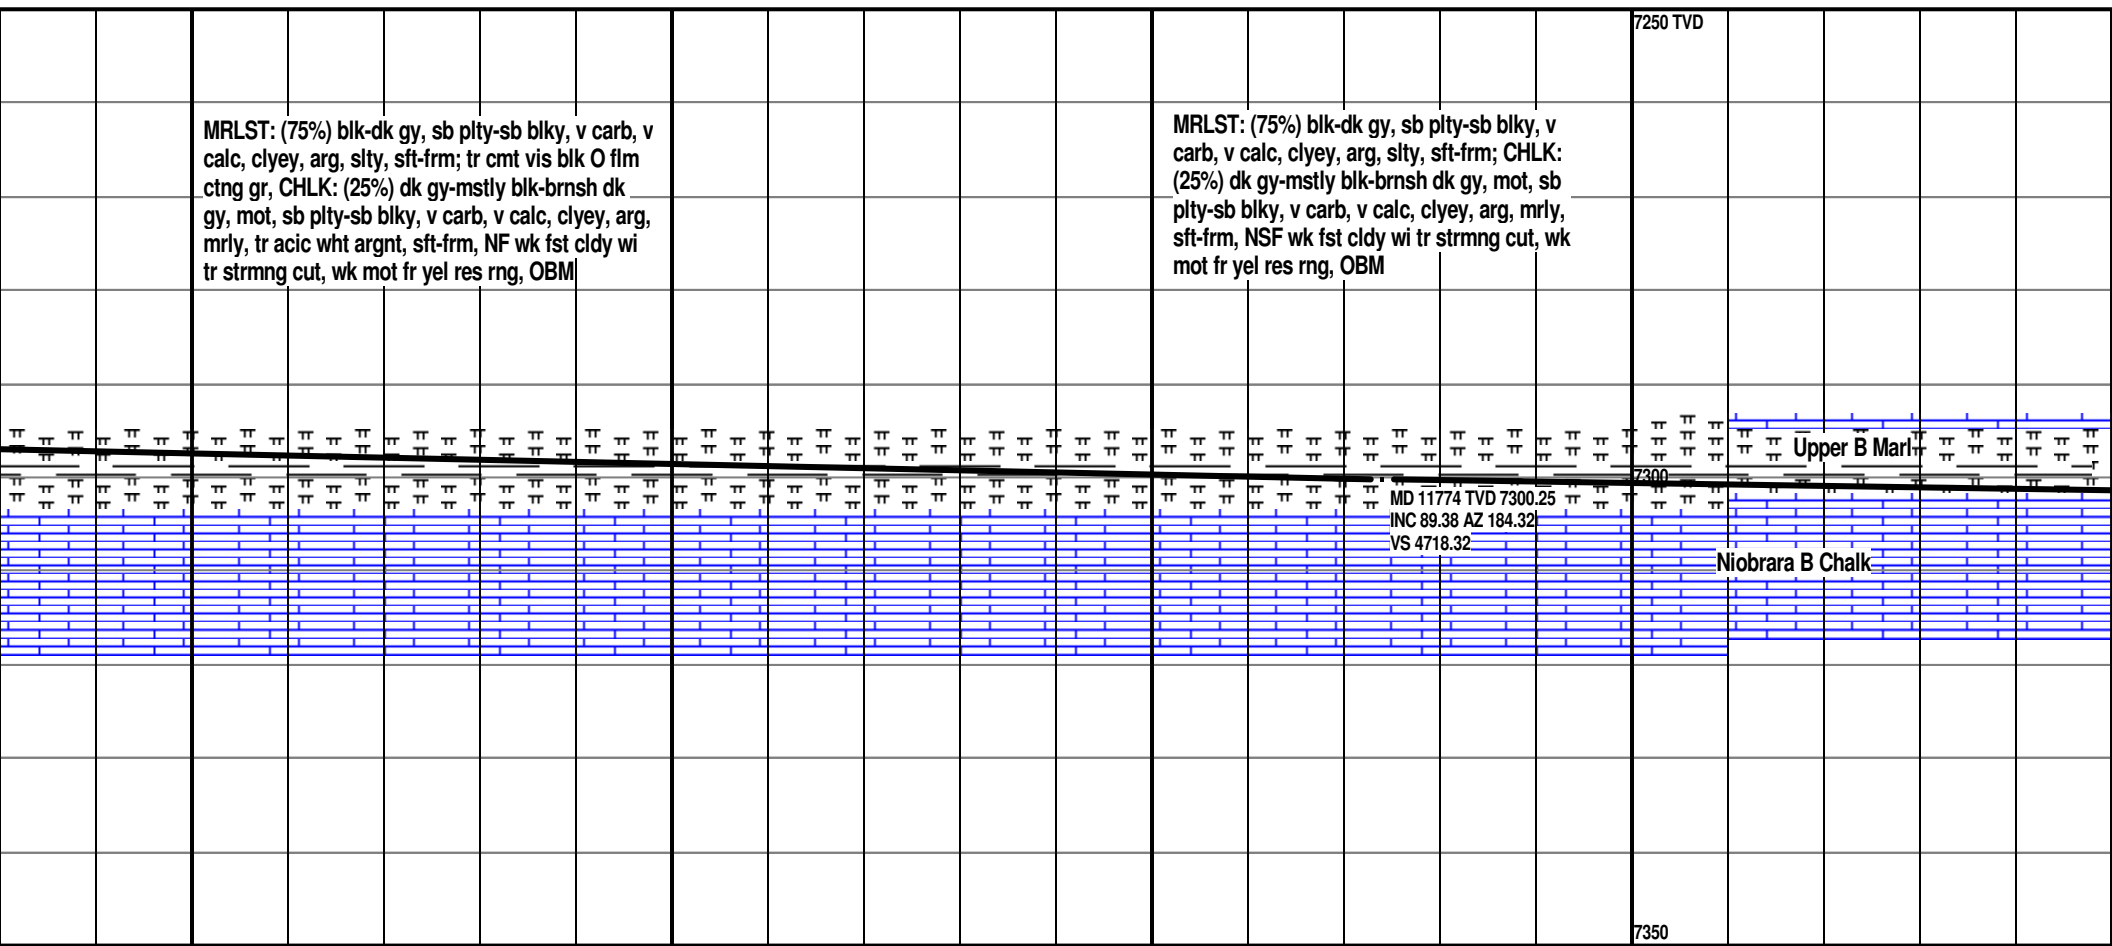 7250 TVD
MRLST: (75%) blk-dk gy, sb plty-sb blky, v carb, v
calc, clyey, arg, slty, sft-frm; tr cmt vis blk O flm
ctng gr, CHLK: (25%) dk gy-mstly blk-brnsh dk
gy, mot, sb plty-sb blky, v carb, v calc, clyey, arg,
mrly, tr acic wht argnt, sft-frm, NF wk fst cldy wi
tr strmng cut, wk mot fr yel res rng, OBM
MRLST: (75%) blk-dk gy, sb plty-sb blky, v
carb, v calc, clyey, arg, slty, sft-frm; CHLK:
(25%) dk gy-mstly blk-brnsh dk gy, mot, sb
plty-sb blky, v carb, v calc, clyey, arg, mrly,
sft-frm, NSF wk fst cldy wi tr strmng cut, wk
mot fr yel res rng, OBM
Upper B Marl
7300
MD 11774 TVD 7300.25
INC 89.38 AZ 184.32
VS 4718.32
Niobrara B Chalk
7350